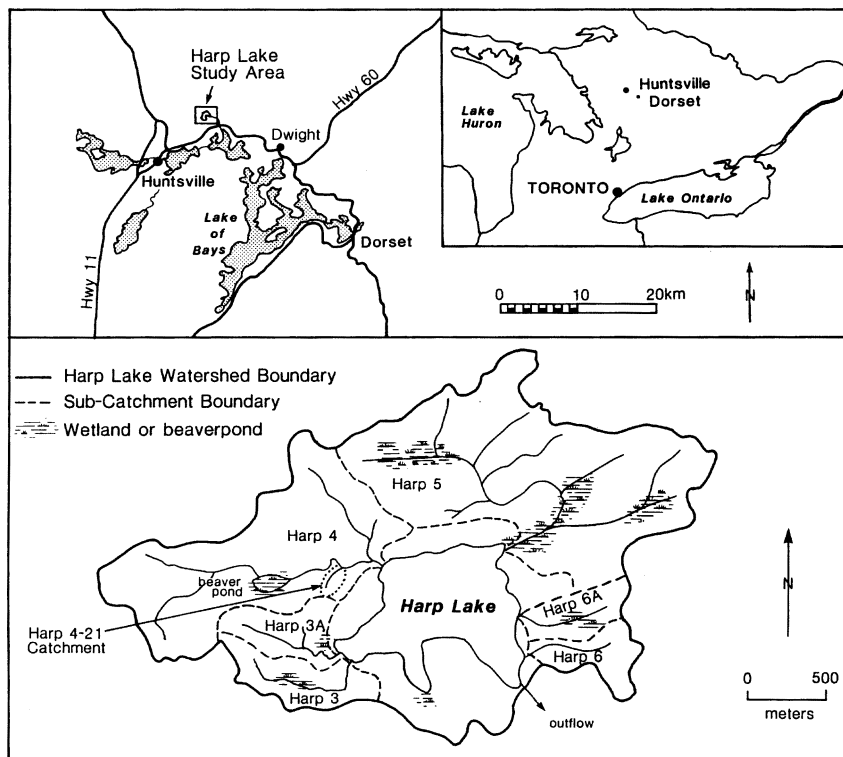 Harp Lake
Study Area
Hwy 60
Dwight
Huntsville
Lake
of
Bays
Dorset
Hwy 11
Lake
Huron
Huntsville
Dorset
TORONTO
Lake Ontario
0 10 20km
N
Harp Lake Watershed Boundary
Sub-Catchment Boundary
Wetland or beaverpond
Harp 5
Harp 4
beaver
pond
Harp Lake
Harp 6A
Harp 4-21
Catchment
Harp 3A
Harp 6
Harp 3
outflow
N
0 500
meters